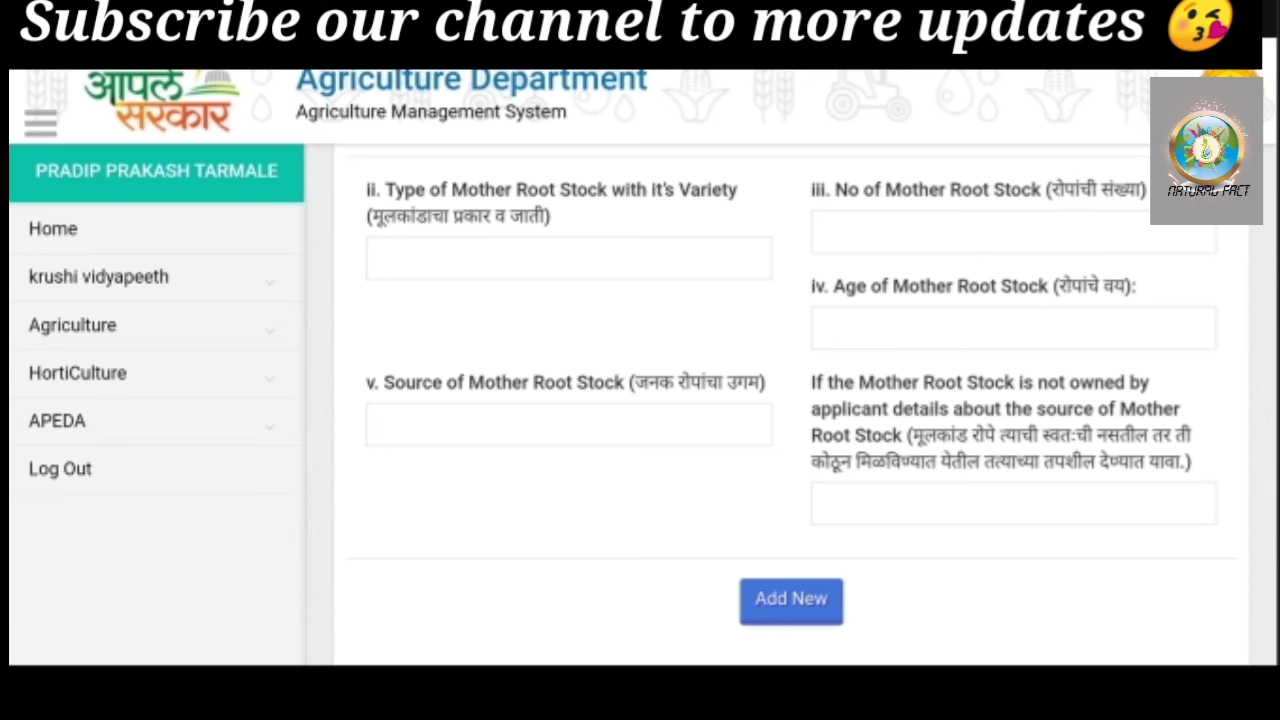 Subscribe our channel to more updates 😘
आपले
सरकार
Agriculture Department
Agriculture Management System
PRADIP PRAKASH TARMALE
Home
krushi vidyapeeth
Agriculture
HortiCulture
APEDA
Log Out
ii. Type of Mother Root Stock with it's Variety
(मूलकांडाचा प्रकार व जाती)
iii. No of Mother Root Stock (रोपांची संख्या)
iv. Age of Mother Root Stock (रोपांचे वय):
v. Source of Mother Root Stock (जनक रोपांचा उगम)
If the Mother Root Stock is not owned by
applicant details about the source of Mother
Root Stock (मूलकांड रोपे त्याची स्वतःची नसतील तर ती
कोठून मिळविण्यात येतील तत्याच्या तपशील देण्यात यावा.)
Add New
NATURAL FACT